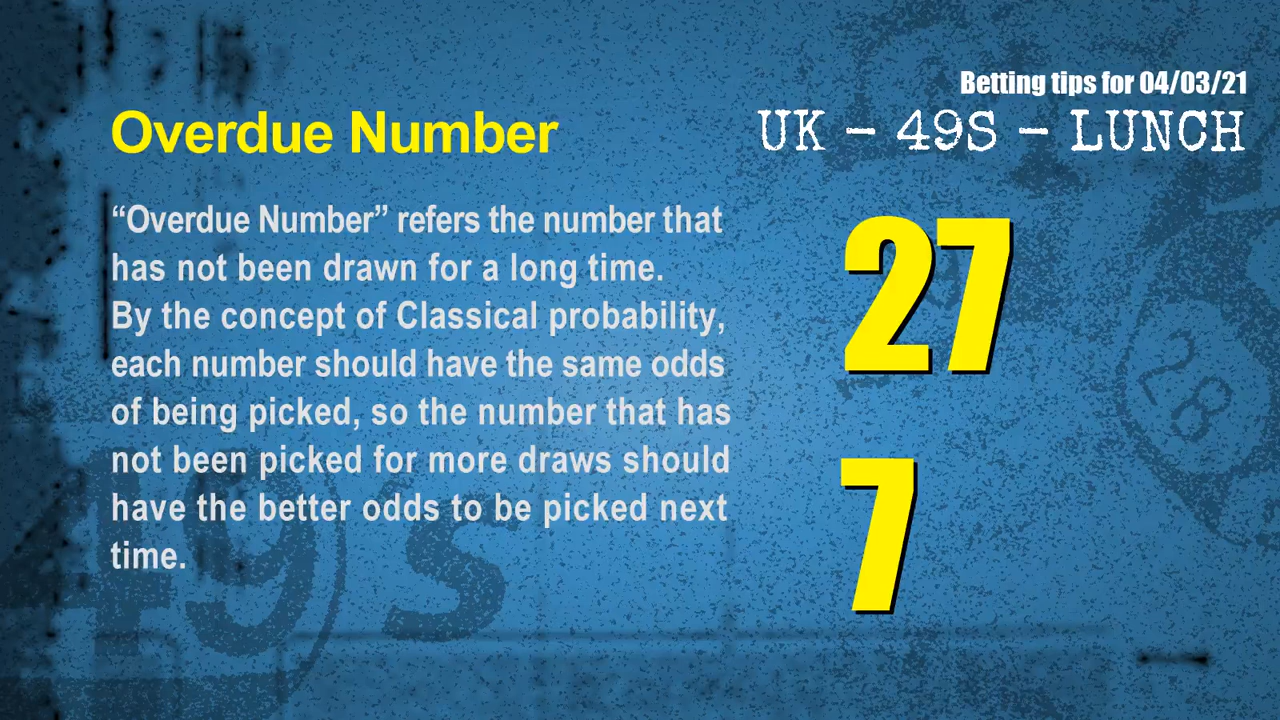 Betting tips for 04/03/21
UK - 49S - LUNCH
Overdue Number
“Overdue Number” refers the number that
has not been drawn for a long time.
By the concept of Classical probability,
each number should have the same odds
of being picked, so the number that has
not been picked for more draws should
have the better odds to be picked next
time.
27
7
28
49's